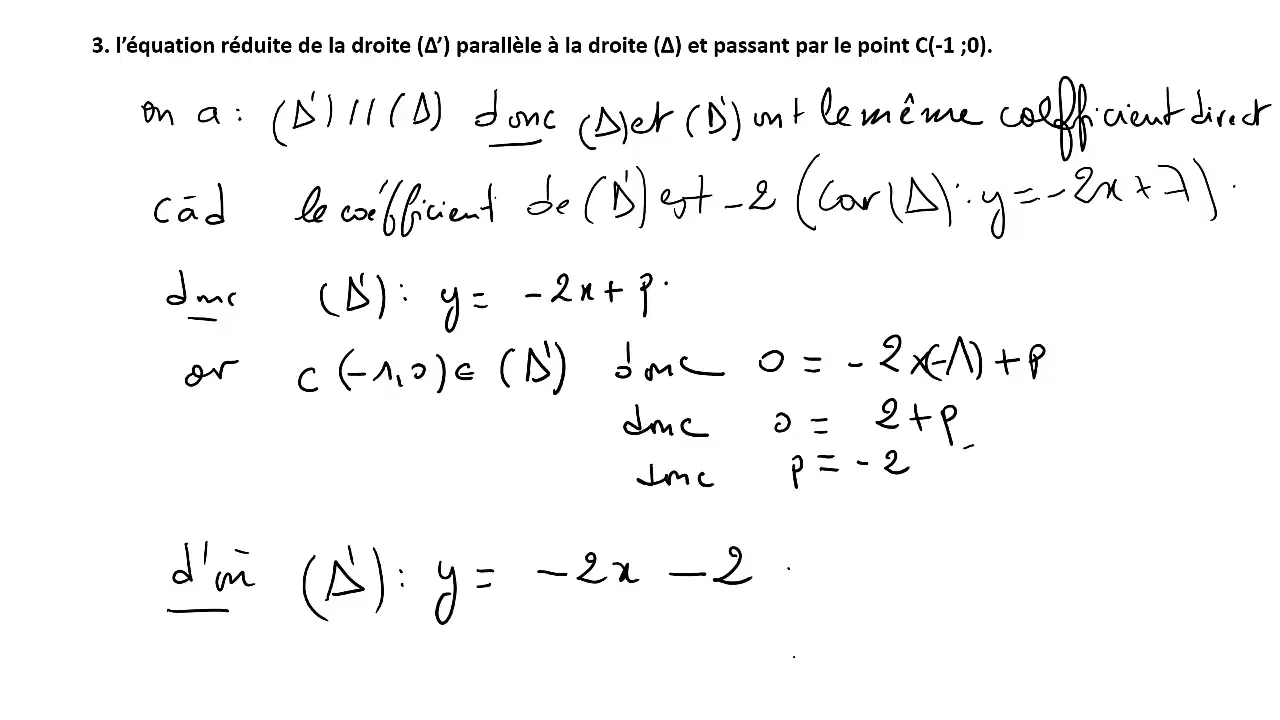 3. l’équation réduite de la droite (Δ’) parallèle à la droite (Δ) et passant par le point C(-1 ;0).
on a : (Δ') // (Δ) donc (Δ) et (Δ') ont le même coefficient direct
càd le coéfficient de (Δ') est -2 (car (Δ) : y = -2x + 7) .
donc (Δ') : y = -2x + p .
or C (-1, 0) ∈ (Δ') donc 0 = -2×(-1) + p
donc 0 = 2 + p
donc p = -2
d'où (Δ') : y = -2x - 2